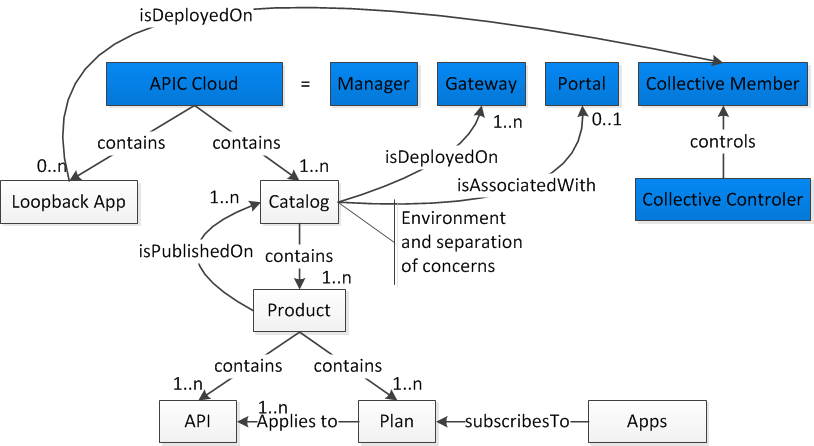 isDeployedOn
APIC Cloud
=
Manager
Gateway
Portal
Collective Member
contains
contains
1..n
0..1
controls
isDeployedOn
0..n
1..n
isAssociatedWith
Loopback App
1..n
Catalog
Collective Controler
Environment
and separation
of concerns
isPublishedOn
contains
1..n
Product
contains
contains
1..n
1..n
1..n
API
Applies to
Plan
subscribesTo
Apps